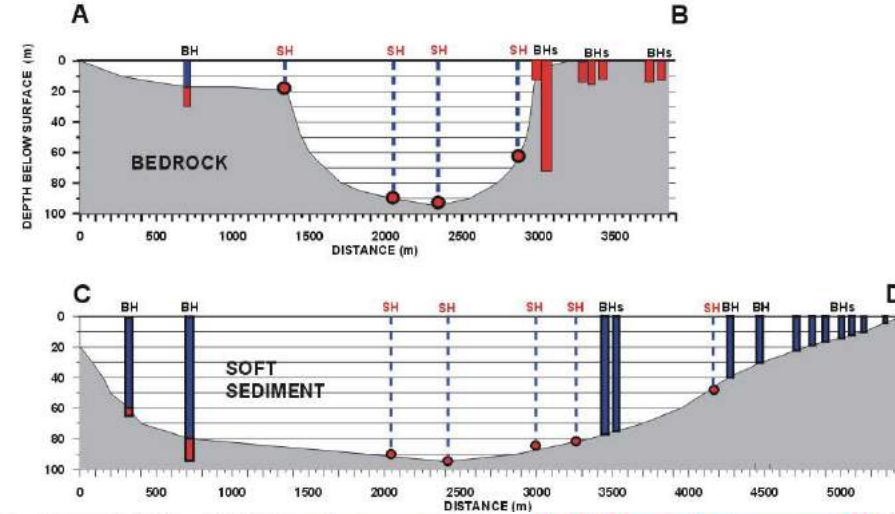 A B
BH SH SH SH SH BHs BHs BHs
DEPTH BELOW SURFACE (m)
0
20
40
60
80
100
BEDROCK
0 500 1000 1500 2000 2500 3000 3500
DISTANCE (m)
C D
BH BH SH SH SH SH BHs SH BH BH BHs
0
20
40
60
80
100
SOFT
SEDIMENT
0 500 1000 1500 2000 2500 3000 3500 4000 4500 5000
DISTANCE (m)